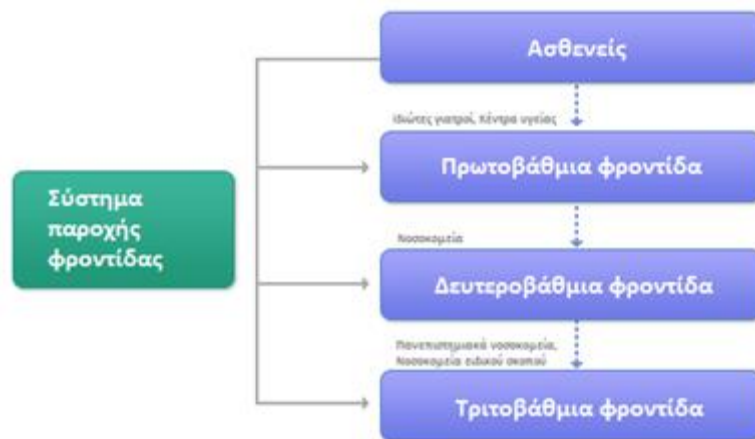 Ασθενείς
Ιδιώτες γιατροί, Κέντρα υγείας
Πρωτοβάθμια φροντίδα
Σύστημα
παροχής
φροντίδας
Νοσοκομεία
Δευτεροβάθμια φροντίδα
Πανεπιστημιακά νοσοκομεία,
Νοσοκομεία ειδικού σκοπού
Τριτοβάθμια φροντίδα